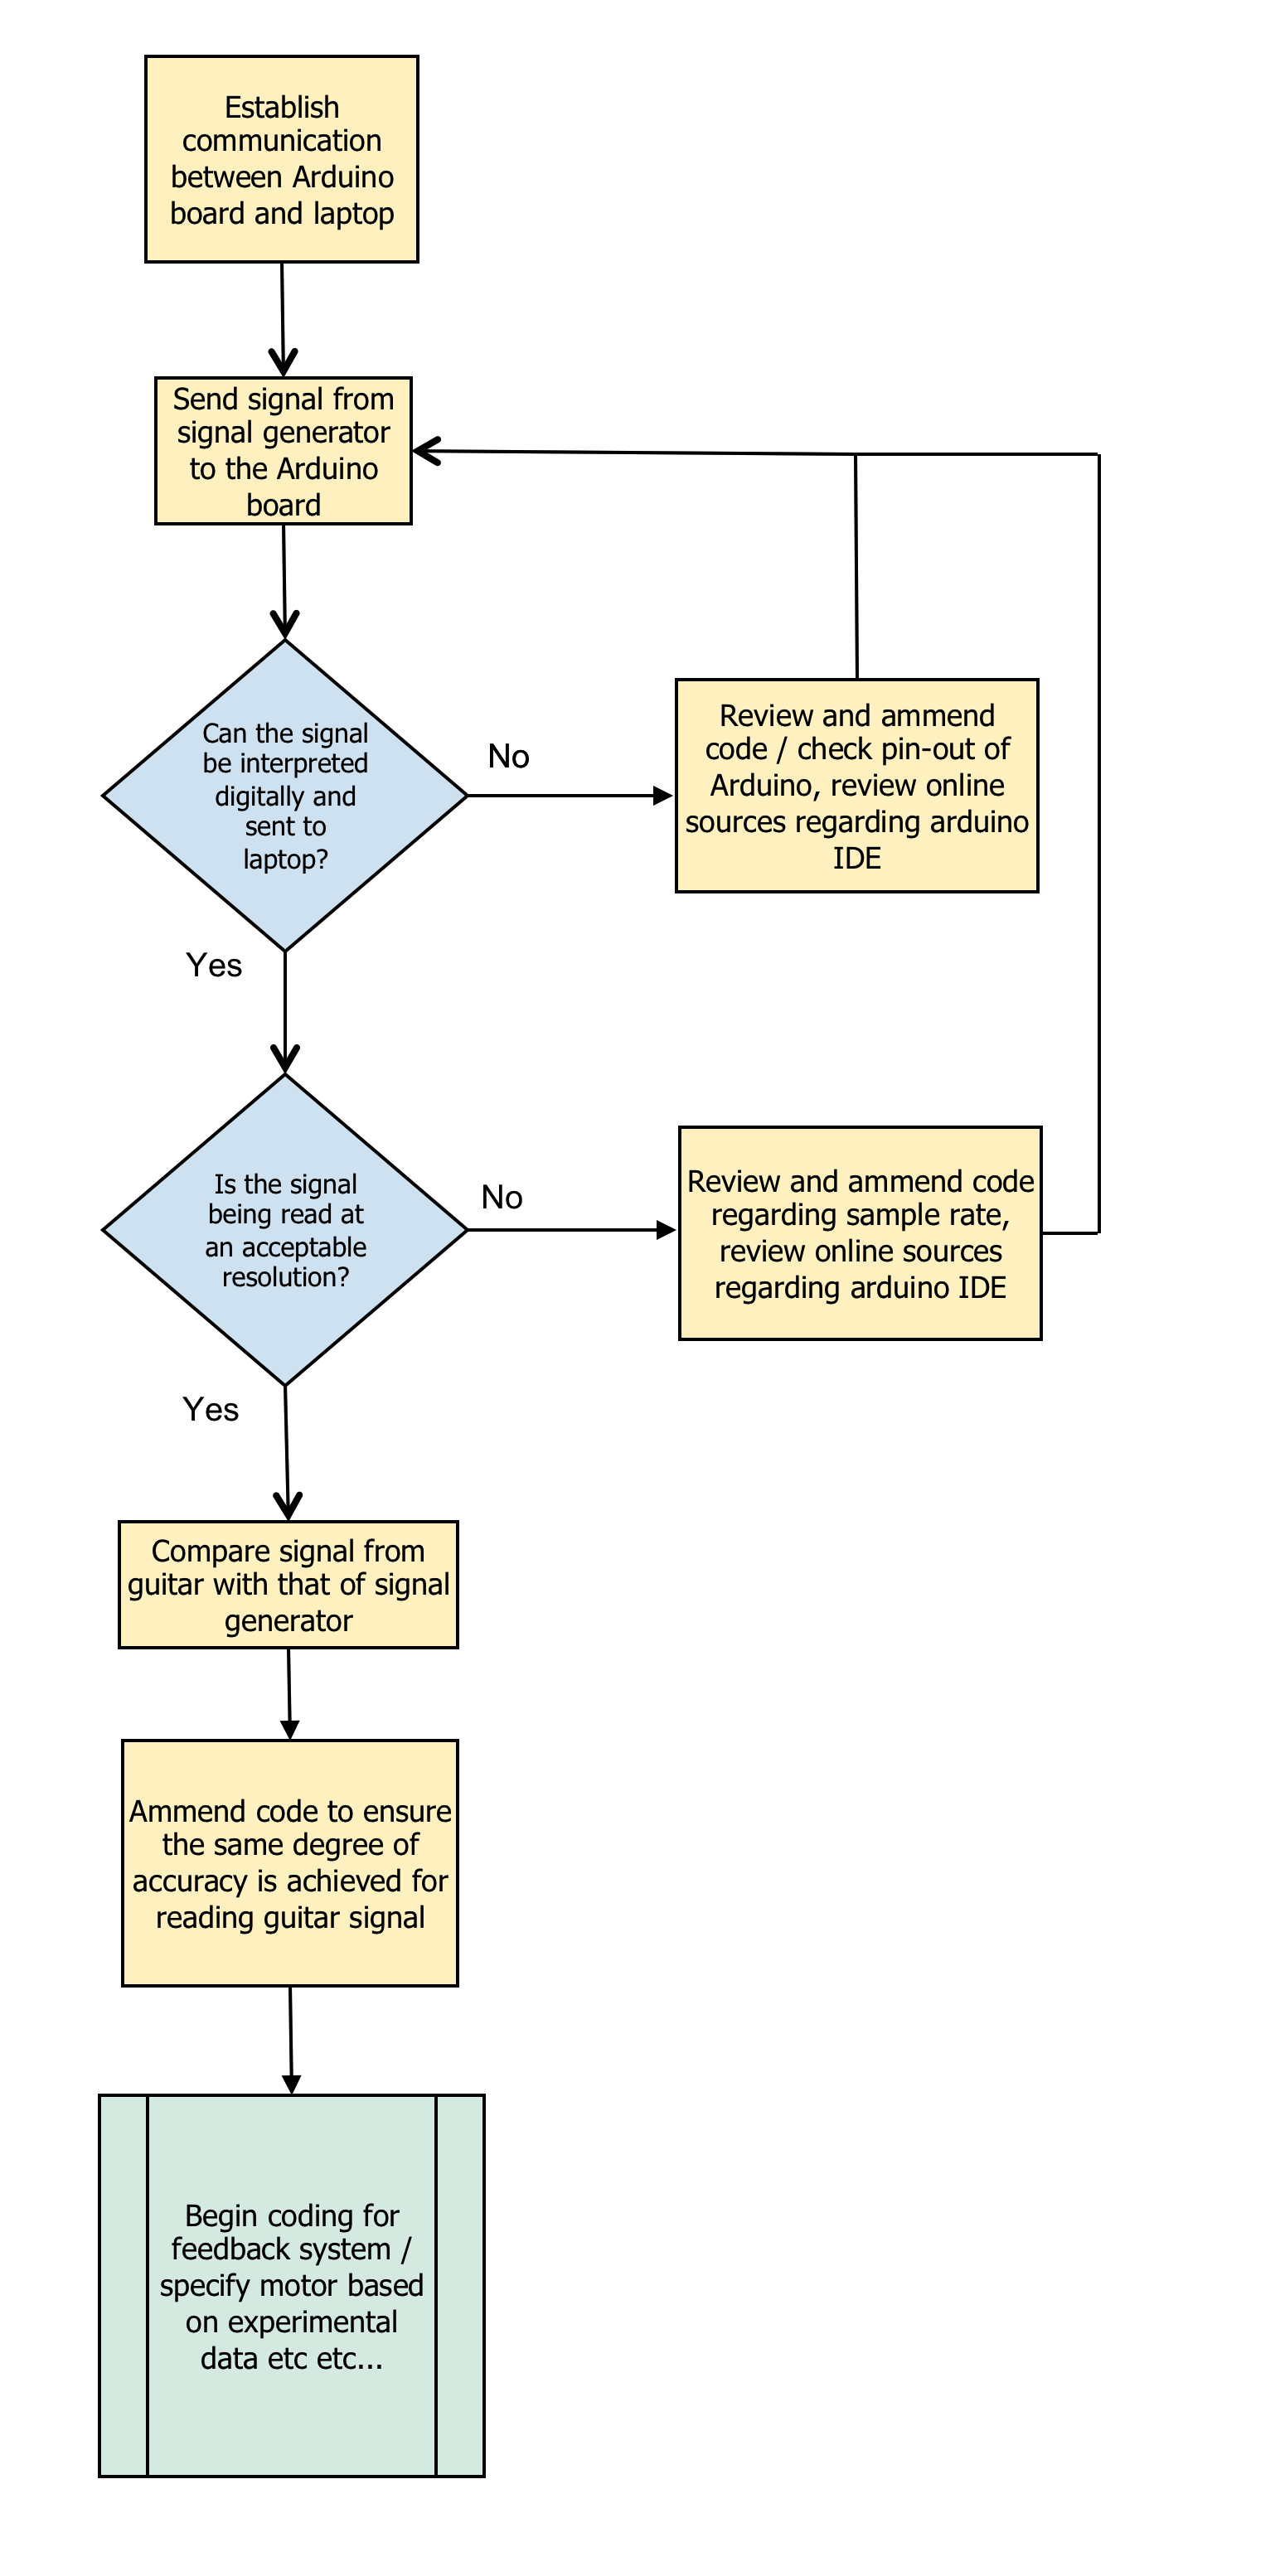 Establish
communication
between Arduino
board and laptop
Send signal from
signal generator
to the Arduino
board
Can the signal
be interpreted
digitally and
sent to
laptop?
No
Review and ammend
code / check pin-out of
Arduino, review online
sources regarding arduino
IDE
Yes
Is the signal
being read at
an acceptable
resolution?
No
Review and ammend code
regarding sample rate,
review online sources
regarding arduino IDE
Yes
Compare signal from
guitar with that of signal
generator
Ammend code to ensure
the same degree of
accuracy is achieved for
reading guitar signal
Begin coding for
feedback system /
specify motor based
on experimental
data etc etc...